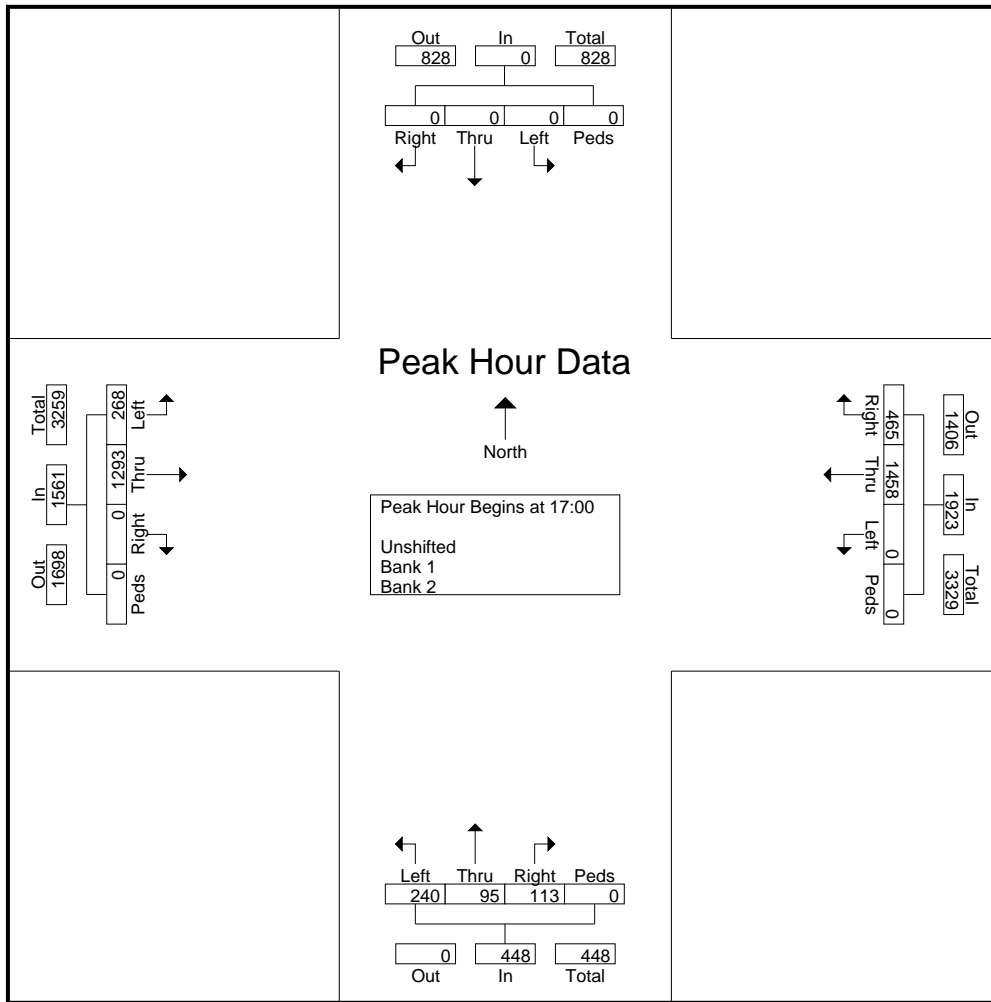 Out In Total
828 0 828
0 0 0 0
Right Thru Left Peds
Peak Hour Data
North
Peak Hour Begins at 17:00
Unshifted
Bank 1
Bank 2
Total In Out
3259 1561 1698
268 1293 0 0
Left Thru Right Peds
Out In Total
1406 1923 3329
465 1458 0 0
Right Thru Left Peds
Left Thru Right Peds
240 95 113 0
0 448 448
Out In Total